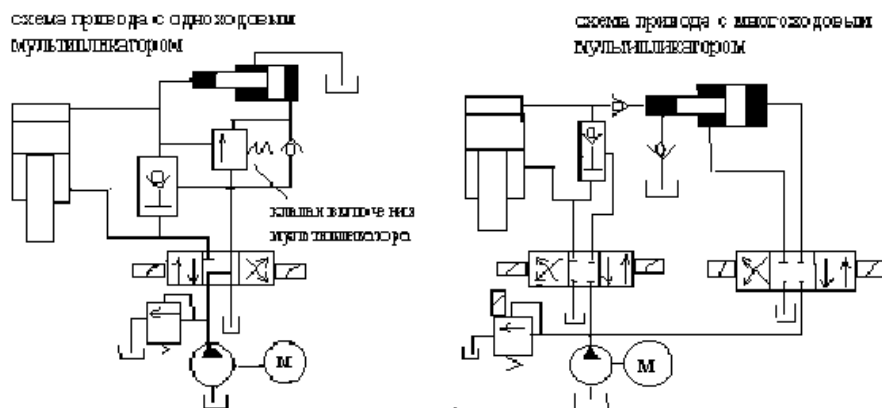 схема привода с одноходовым
мультипликатором
схема привода с многоходовым
мультипликатором
клапан включения
мультипликатора
М
М